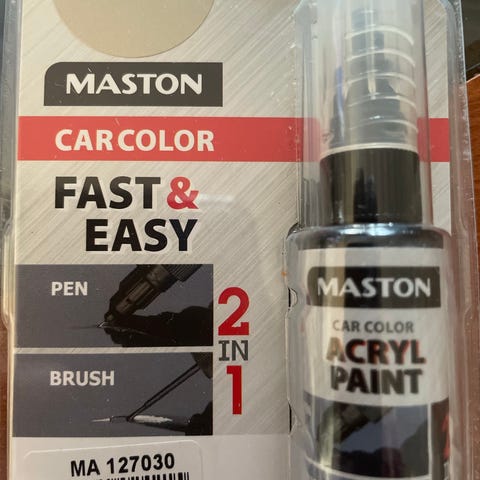 MASTON
CAR COLOR
FAST &
EASY
PEN
BRUSH
2
IN
1
MA 127030
MASTON
CAR COLOR
ACRYL
PAINT